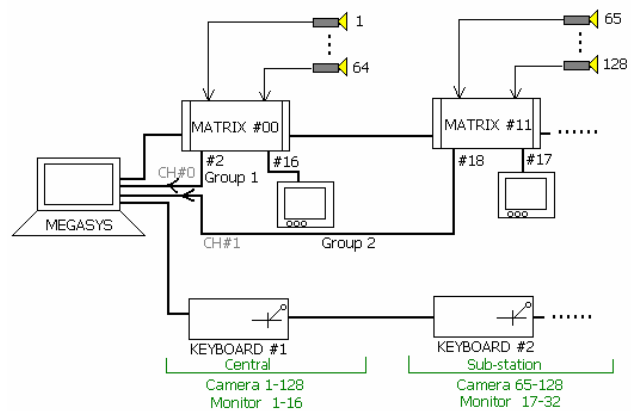 1
64
65
128
MATRIX #00
MATRIX #11
#2
#16
#18
#17
CH#0
Group 1
MEGASYS
CH#1
Group 2
KEYBOARD #1
KEYBOARD #2
Central
Sub-station
Camera 1-128
Monitor 1-16
Camera 65-128
Monitor 17-32